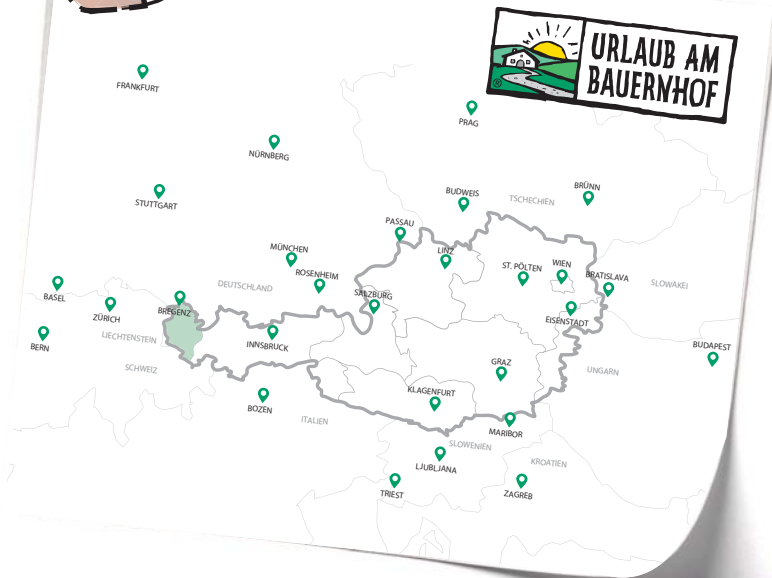 URLAUB AM
BAUERNHOF
®
FRANKFURT
PRAG
NÜRNBERG
STUTTGART
BUDWEIS
TSCHECHIEN
BRÜNN
PASSAU
MÜNCHEN
LINZ
ROSENHEIM
ST. PÖLTEN
WIEN
BRATISLAVA
SLOWAKEI
DEUTSCHLAND
SALZBURG
BASEL
ZÜRICH
BREGENZ
EISENSTADT
BERN
LIECHTENSTEIN
INNSBRUCK
BUDAPEST
SCHWEIZ
GRAZ
UNGARN
KLAGENFURT
BOZEN
ITALIEN
MARIBOR
SLOWENIEN
KROATIEN
LJUBLJANA
TRIEST
ZAGREB